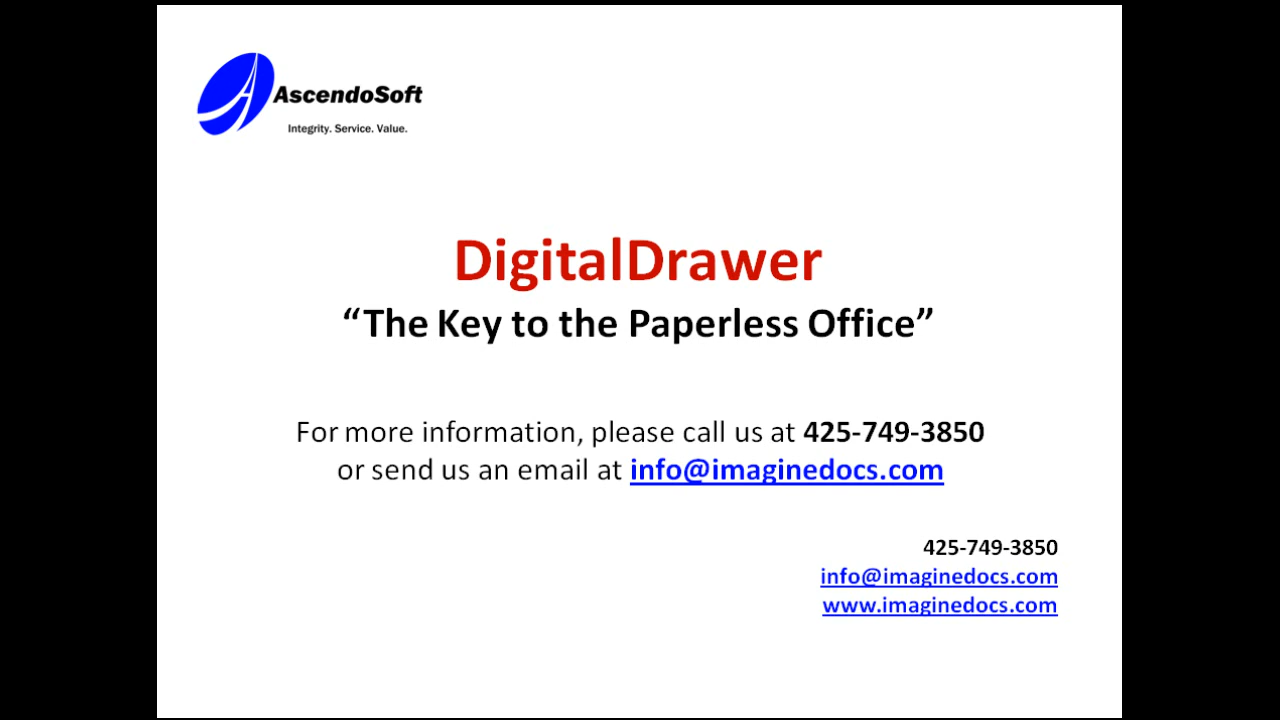 AscendoSoft
Integrity. Service. Value.
DigitalDrawer
“The Key to the Paperless Office”
For more information, please call us at 425-749-3850
or send us an email at info@imaginedocs.com
425-749-3850
info@imaginedocs.com
www.imaginedocs.com